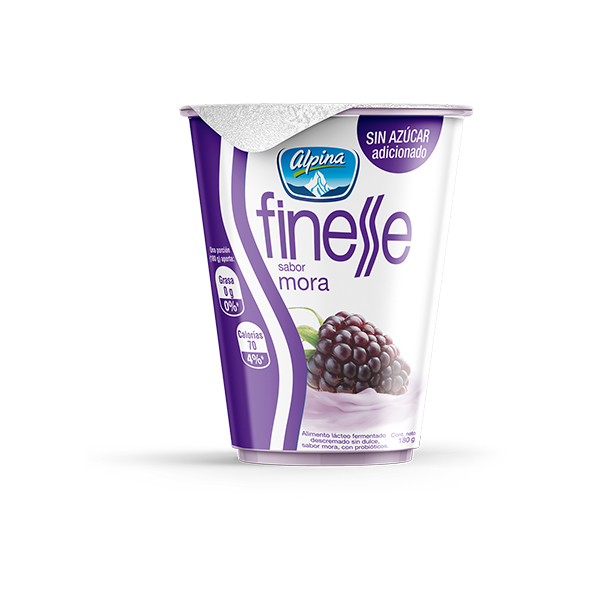 SIN AZÚCAR
adicionado
alpina
finesse
sabor
mora
Una porción
(180 g) aporta:
Grasa
0 g
0%*
Calorías
70
4%*
Alimento lácteo fermentado
descremado sin dulce,
sabor mora, con probióticos.
Cont. neto
180 g